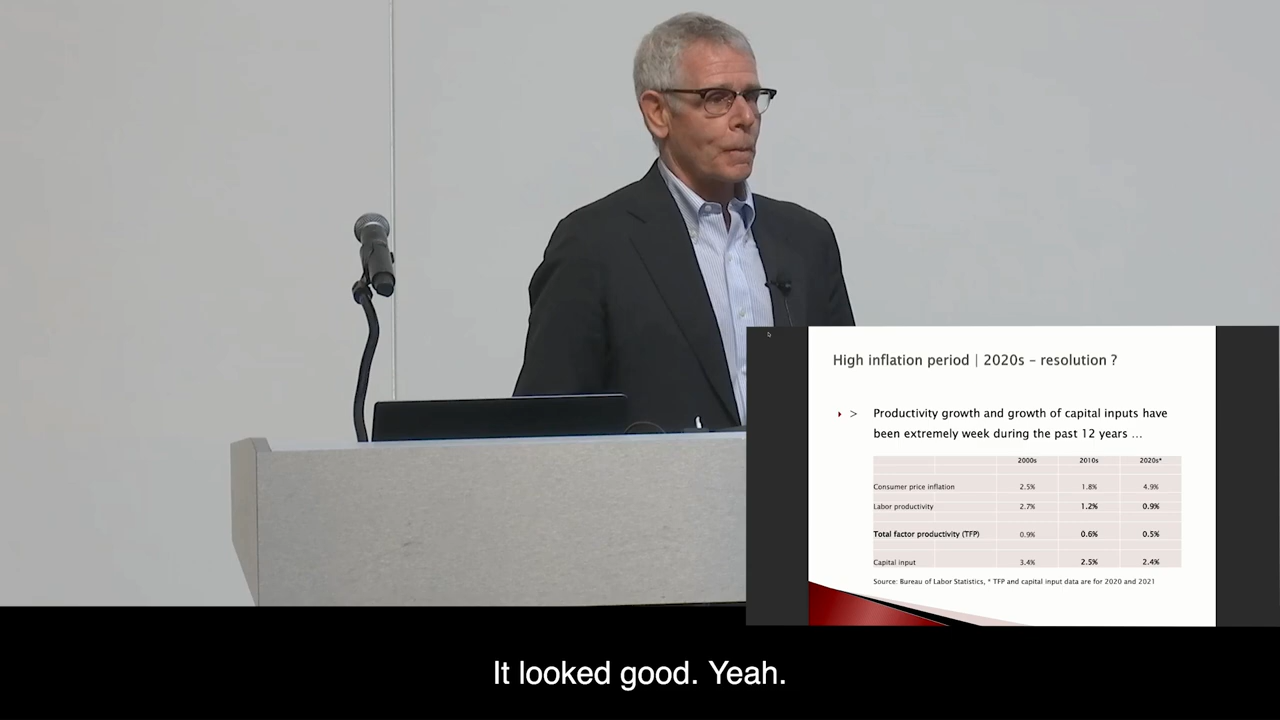 High inflation period | 2020s – resolution ?
> Productivity growth and growth of capital inputs have
been extremely week during the past 12 years …
2000s 2010s 2020s*
Consumer price inflation 2.5% 1.8% 4.9%
Labor productivity 2.7% 1.2% 0.9%
Total factor productivity (TFP) 0.9% 0.6% 0.5%
Capital input 3.4% 2.5% 2.4%
Source: Bureau of Labor Statistics, * TFP and capital input data are for 2020 and 2021
It looked good. Yeah.